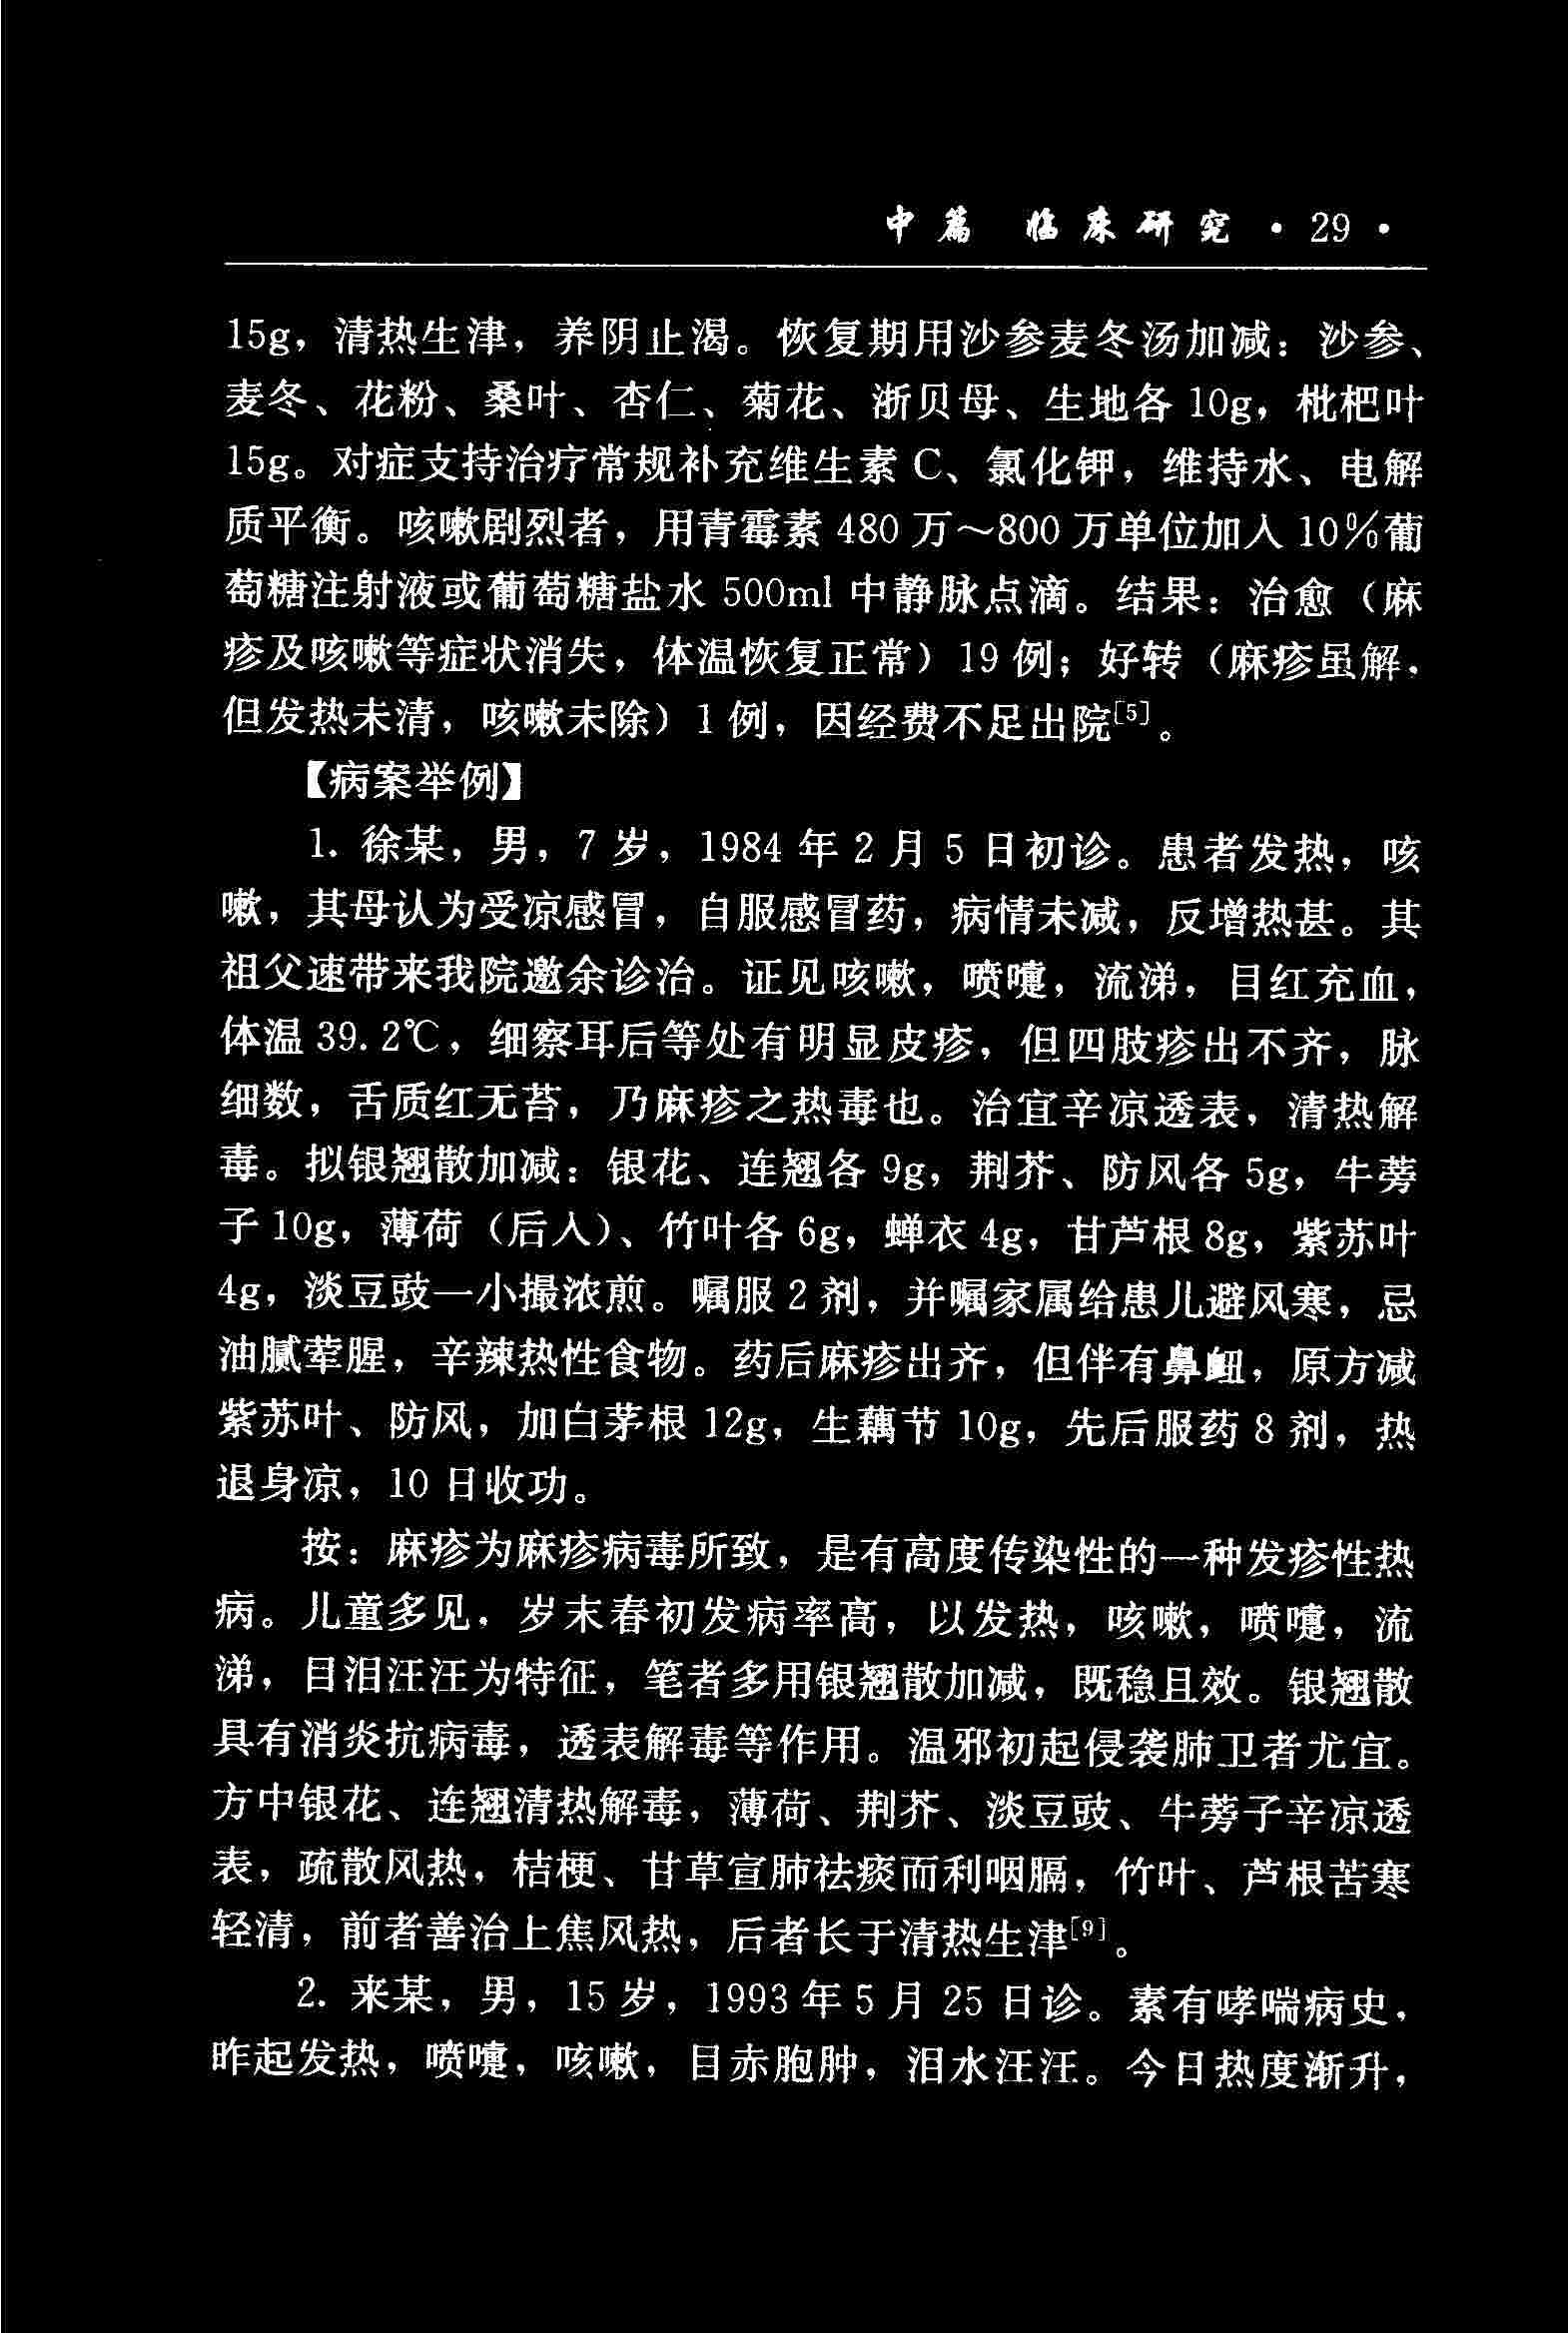 中篇 临床研究 · 29 ·
15g，清热生津，养阴止渴。恢复期用沙参麦冬汤加减：沙参、
麦冬、花粉、桑叶、杏仁、菊花、浙贝母、生地各 10g，枇杷叶
15g。对症支持治疗常规补充维生素 C、氯化钾，维持水、电解
质平衡。咳嗽剧烈者，用青霉素 480 万～800 万单位加入 10%葡
萄糖注射液或葡萄糖盐水 500ml 中静脉点滴。结果：治愈（麻
疹及咳嗽等症状消失，体温恢复正常）19 例；好转（麻疹虽解，
但发热未清，咳嗽未除）1 例，因经费不足出院[5]。
【病案举例】
1. 徐某，男，7 岁，1984 年 2 月 5 日初诊。患者发热，咳
嗽，其母认为受凉感冒，自服感冒药，病情未减，反增热甚。其
祖父速带来我院邀余诊治。证见咳嗽，喷嚏，流涕，目红充血，
体温 39.2℃，细察耳后等处有明显皮疹，但四肢疹出不齐，脉
细数，舌质红无苔，乃麻疹之热毒也。治宜辛凉透表，清热解
毒。拟银翘散加减：银花、连翘各 9g，荆芥、防风各 5g，牛蒡
子 10g，薄荷（后入）、竹叶各 6g，蝉衣 4g，甘芦根 8g，紫苏叶
4g，淡豆豉一小撮浓煎。嘱服 2 剂，并嘱家属给患儿避风寒，忌
油腻荤腥，辛辣热性食物。药后麻疹出齐，但伴有鼻衄，原方减
紫苏叶、防风，加白茅根 12g，生藕节 10g，先后服药 8 剂，热
退身凉，10 日收功。
按：麻疹为麻疹病毒所致，是有高度传染性的一种发疹性热
病。儿童多见，岁末春初发病率高，以发热，咳嗽，喷嚏，流
涕，目泪汪汪为特征，笔者多用银翘散加减，既稳且效。银翘散
具有消炎抗病毒，透表解毒等作用。温邪初起侵袭肺卫者尤宜。
方中银花、连翘清热解毒，薄荷、荆芥、淡豆豉、牛蒡子辛凉透
表，疏散风热，桔梗、甘草宣肺祛痰而利咽膈，竹叶、芦根苦寒
轻清，前者善治上焦风热，后者长于清热生津[9]。
2. 来某，男，15 岁，1993 年 5 月 25 日诊。素有哮喘病史，
昨起发热，喷嚏，咳嗽，目赤胞肿，泪水汪汪。今日热度渐升，